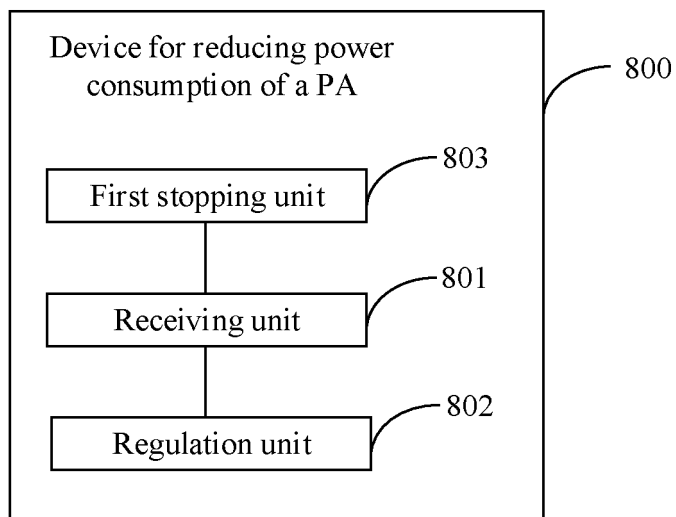 Device for reducing power
consumption of a PA
800
803
First stopping unit
801
Receiving unit
802
Regulation unit